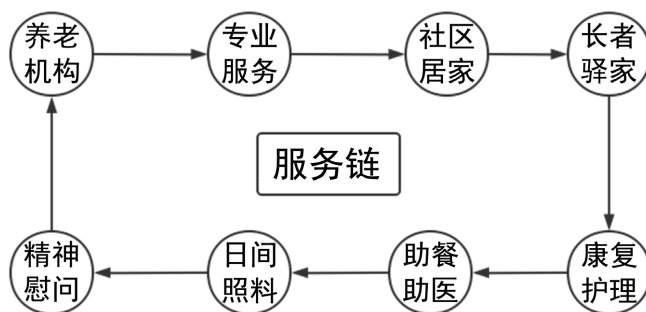 养老
机构
专业
服务
社区
居家
长者
驿家
服务链
精神
慰问
日间
照料
助餐
助医
康复
护理